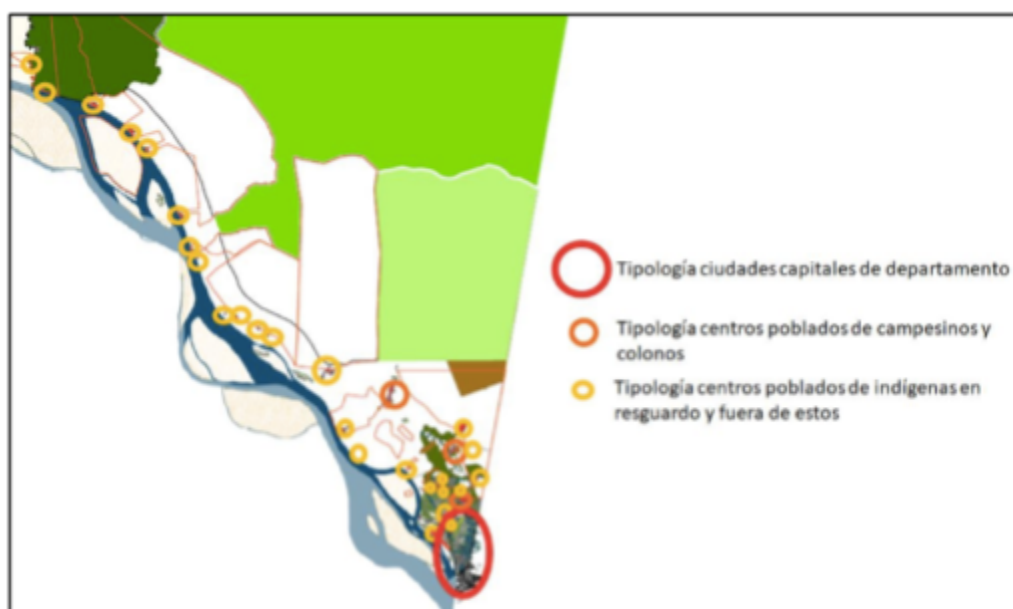 Tipología ciudades capitales de departamento
Tipología centros poblados de campesinos y
colonos
Tipología centros poblados de indígenas en
resguardo y fuera de estos